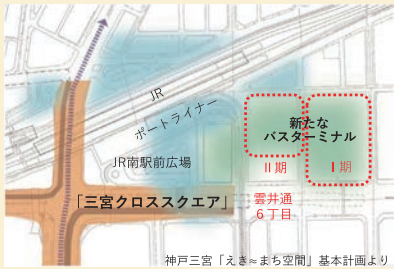 JR
ポートライナー
新たな
バスターミナル
JR南駅前広場
Ⅱ期
Ⅰ期
「三宮クロススクエア」
雲井通
6丁目
神戸三宮「えき≈まち空間」基本計画より